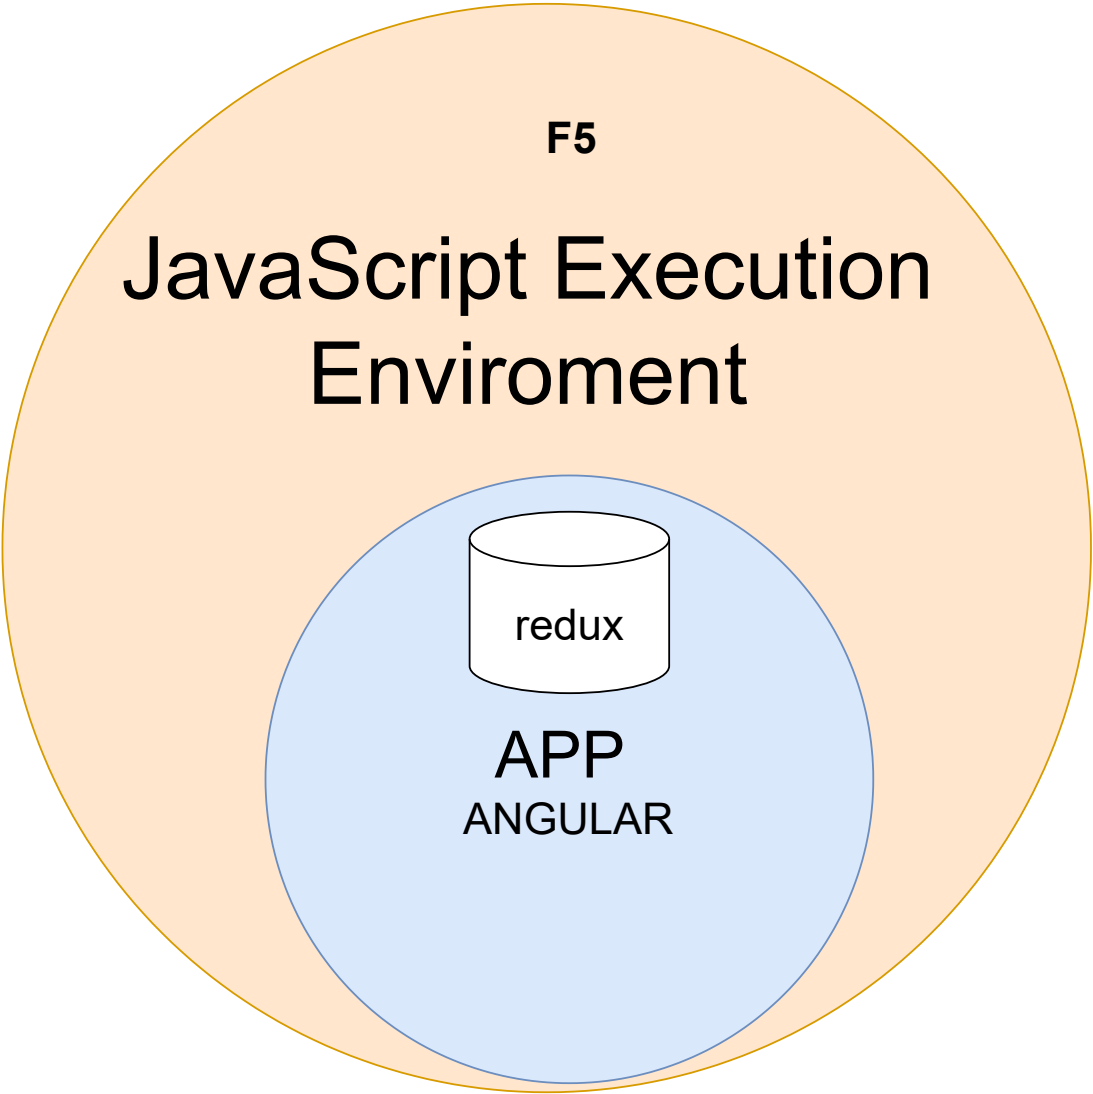 F5
JavaScript Execution
Enviroment
redux
APP
ANGULAR